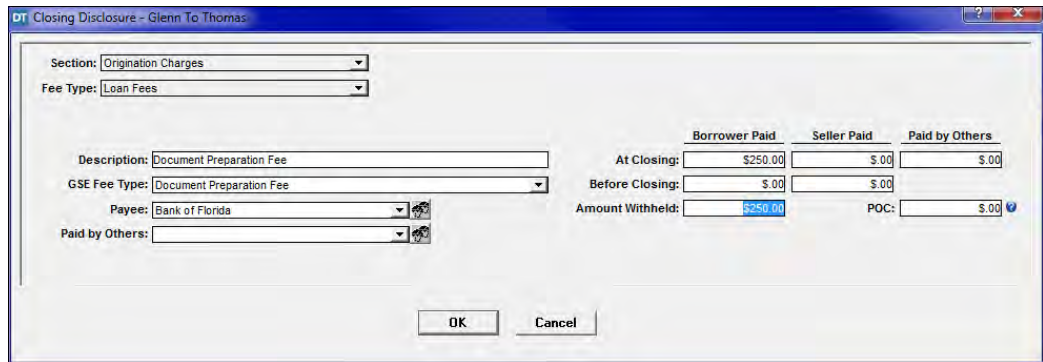 DT Closing Disclosure - Glenn To Thomas
Section: Origination Charges
Fee Type: Loan Fees
Borrower Paid Seller Paid Paid by Others
Description: Document Preparation Fee At Closing: $250.00 $.00 $.00
GSE Fee Type: Document Preparation Fee Before Closing: $.00 $.00
Payee: Bank of Florida Amount Withheld: $250.00 POC: $.00 ?
Paid by Others:
OK Cancel